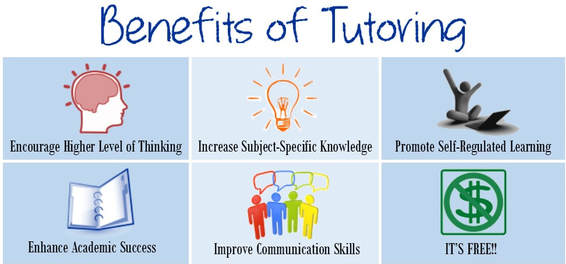 Benefits of Tutoring
Encourage Higher Level of Thinking
Increase Subject-Specific Knowledge
Promote Self-Regulated Learning
Enhance Academic Success
Improve Communication Skills
IT'S FREE!!